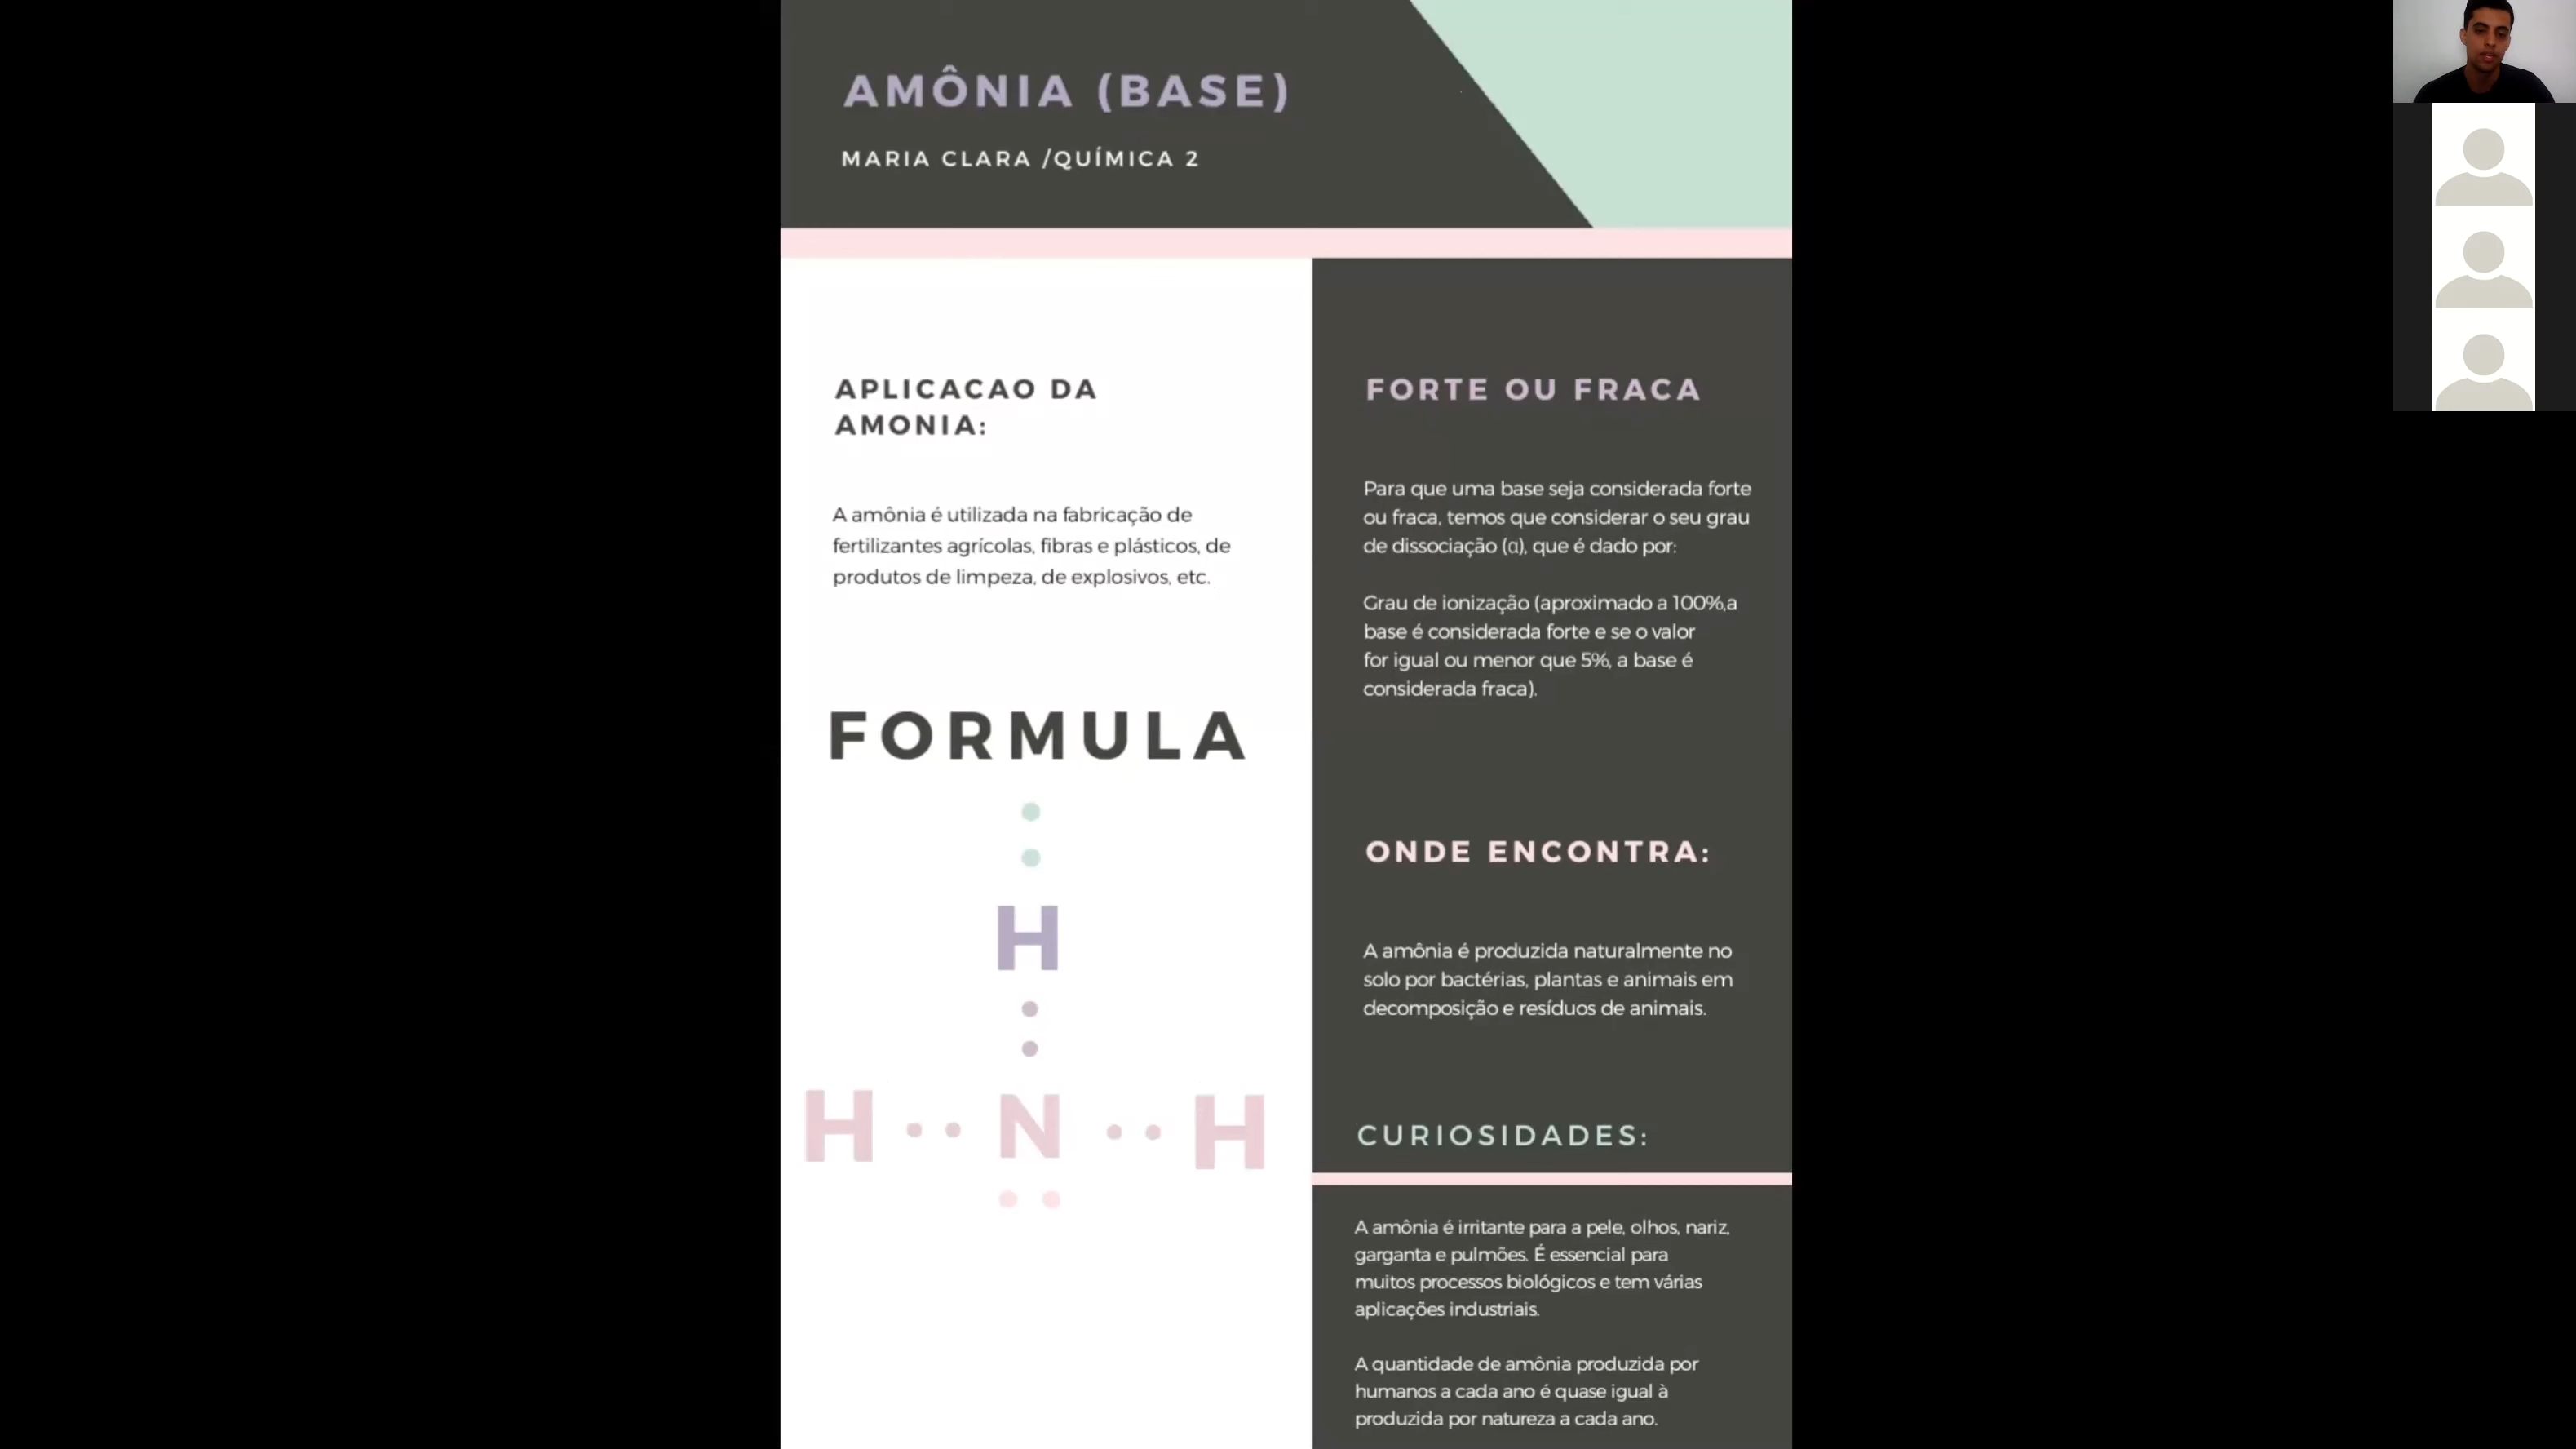 AMÔNIA (BASE)
MARIA CLARA /QUÍMICA 2
APLICACAO DA
AMONIA:
A amônia é utilizada na fabricação de
fertilizantes agrícolas, fibras e plásticos, de
produtos de limpeza, de explosivos, etc.
FORMULA
H
H N H
FORTE OU FRACA
Para que uma base seja considerada forte
ou fraca, temos que considerar o seu grau
de dissociação (α), que é dado por:
Grau de ionização (aproximado a 100%,a
base é considerada forte e se o valor
for igual ou menor que 5%, a base é
considerada fraca).
ONDE ENCONTRA:
A amônia é produzida naturalmente no
solo por bactérias, plantas e animais em
decomposição e resíduos de animais.
CURIOSIDADES:
A amônia é irritante para a pele, olhos, nariz,
garganta e pulmões. É essencial para
muitos processos biológicos e tem várias
aplicações industriais.
A quantidade de amônia produzida por
humanos a cada ano é quase igual à
produzida por natureza a cada ano.